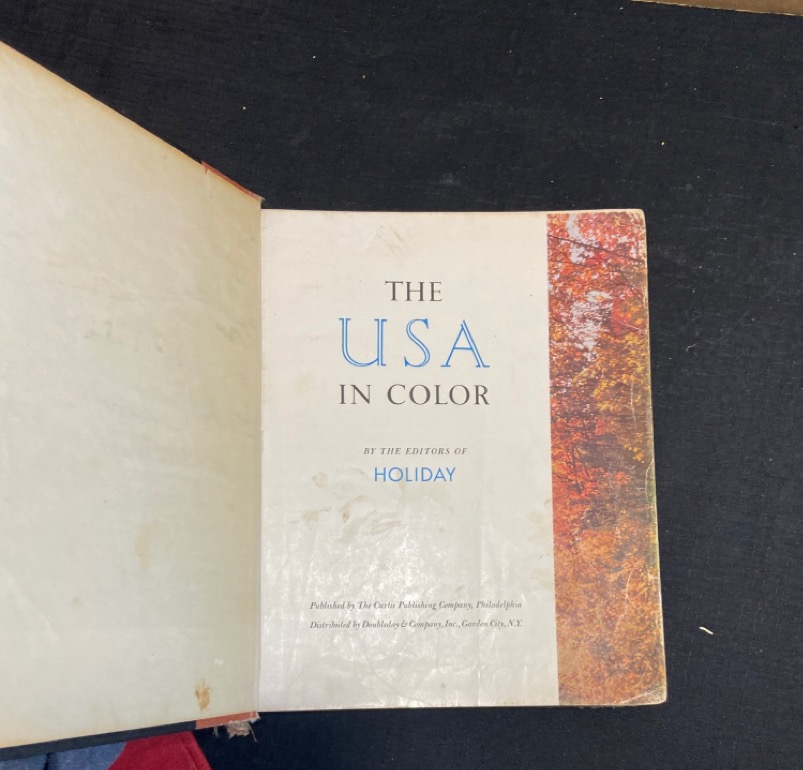 THE
USA
IN COLOR
BY THE EDITORS OF
HOLIDAY
Published by The Curtis Publishing Company, Philadelphia
Distributed by Doubleday & Company, Inc., Garden City, N.Y.